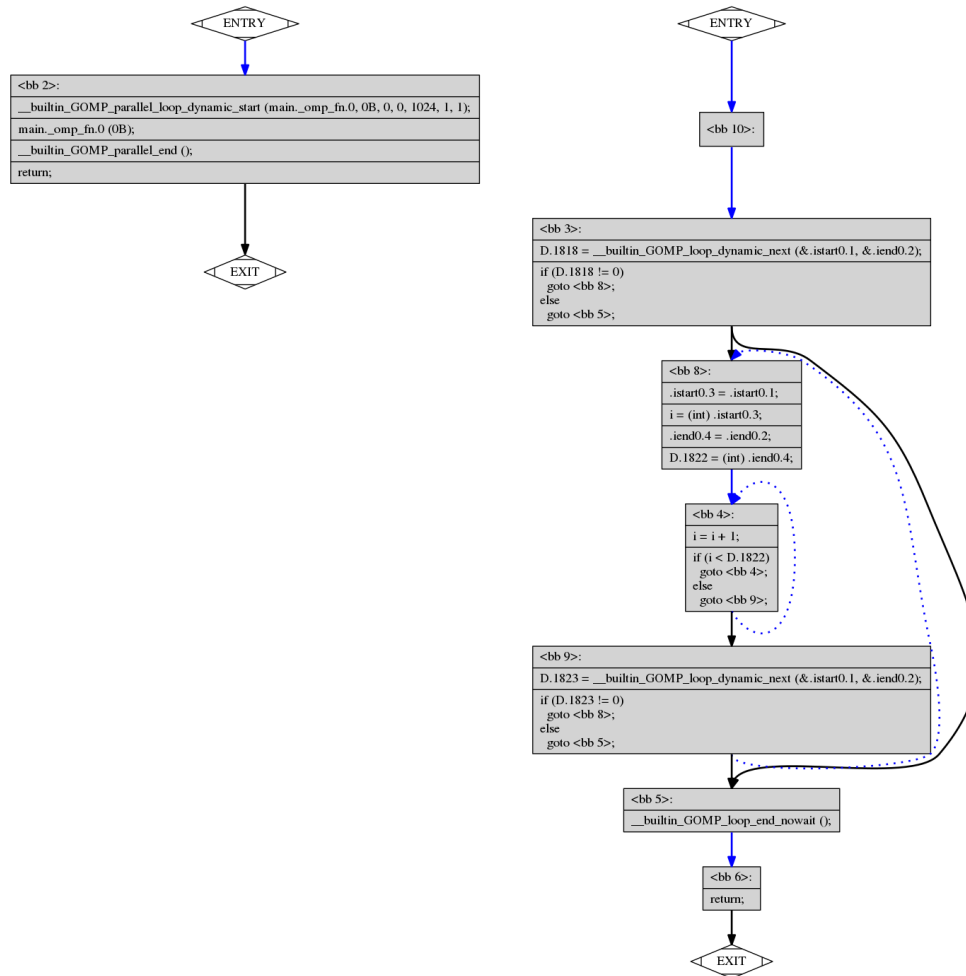 ENTRY
<bb 2>:
__builtin_GOMP_parallel_loop_dynamic_start (main._omp_fn.0, 0B, 0, 0, 1024, 1, 1);
main._omp_fn.0 (0B);
__builtin_GOMP_parallel_end ();
return;
EXIT
ENTRY
<bb 10>:
<bb 3>:
D.1818 = __builtin_GOMP_loop_dynamic_next (&.istart0.1, &.iend0.2);
if (D.1818 != 0)
goto <bb 8>;
else
goto <bb 5>;
<bb 8>:
.istart0.3 = .istart0.1;
i = (int) .istart0.3;
.iend0.4 = .iend0.2;
D.1822 = (int) .iend0.4;
<bb 4>:
i = i + 1;
if (i < D.1822)
goto <bb 4>;
else
goto <bb 9>;
<bb 9>:
D.1823 = __builtin_GOMP_loop_dynamic_next (&.istart0.1, &.iend0.2);
if (D.1823 != 0)
goto <bb 8>;
else
goto <bb 5>;
<bb 5>:
__builtin_GOMP_loop_end_nowait ();
<bb 6>:
return;
EXIT